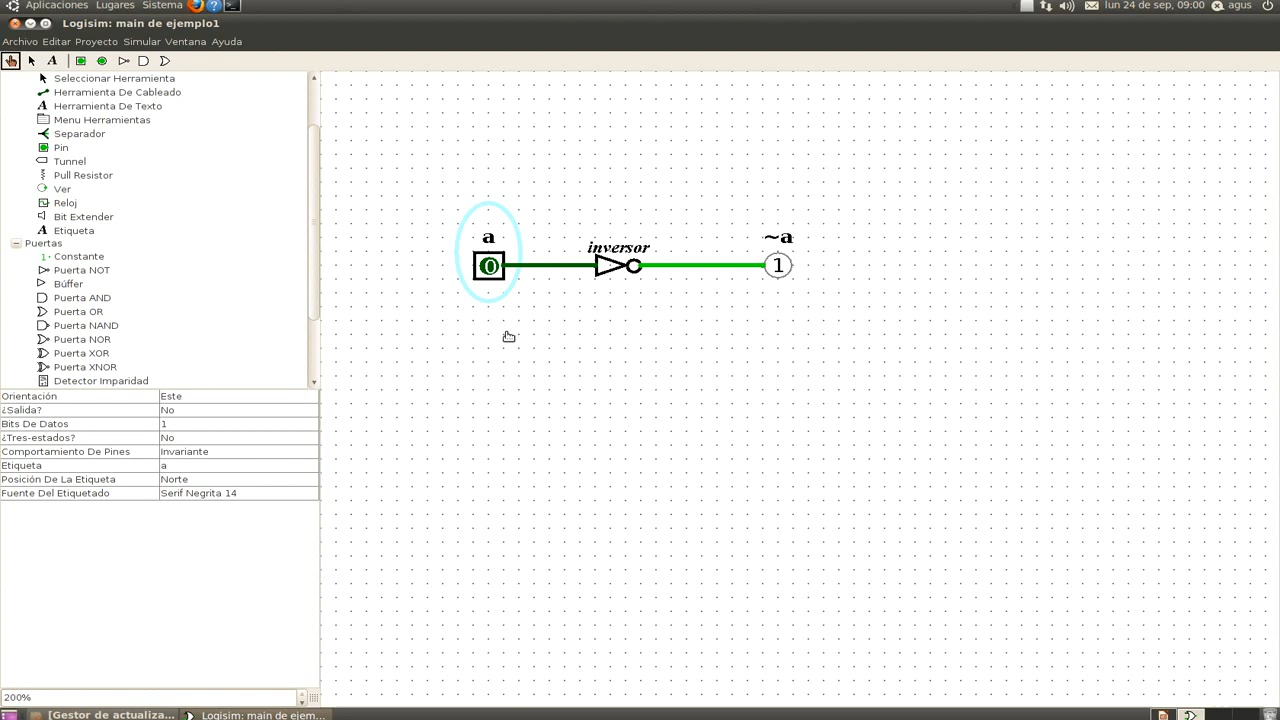 Aplicaciones Lugares Sistema lun 24 de sep, 09:00 agus
Logisim: main de ejemplo1
Archivo Editar Proyecto Simular Ventana Ayuda
A
Seleccionar Herramienta
Herramienta De Cableado
A Herramienta De Texto
Menu Herramientas
Separador
Pin
Tunnel
Pull Resistor
Ver
Reloj
Bit Extender
A Etiqueta
Puertas
1 Constante
Puerta NOT
Búffer
Puerta AND
Puerta OR
Puerta NAND
Puerta NOR
Puerta XOR
Puerta XNOR
Detector Imparidad
Orientación Este
¿Salida? No
Bits De Datos 1
¿Tres-estados? No
Comportamiento De Pines Invariante
Etiqueta a
Posición De La Etiqueta Norte
Fuente Del Etiquetado Serif Negrita 14
a
inversor
~a
0
1
200%
[Gestor de actualiza... Logisim: main de ejem...